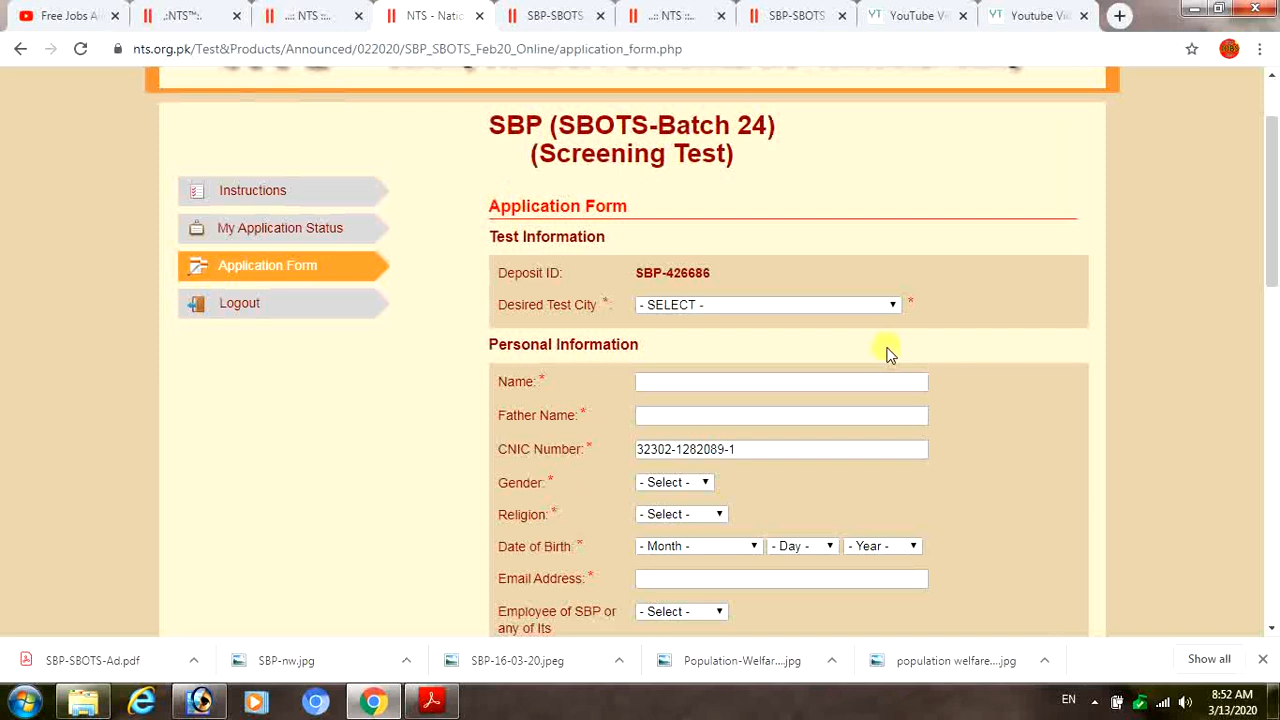 Free Jobs Al
.:NTS™:.
..:: NTS ::..
NTS - Natio
SBP-SBOTS
..:: NTS ::..
SBP-SBOTS
YouTube V
Youtube Vid
nts.org.pk/Test&Products/Announced/022020/SBP_SBOTS_Feb20_Online/application_form.php
SBP (SBOTS-Batch 24)
(Screening Test)
Instructions
My Application Status
Application Form
Logout
Application Form
Test Information
Deposit ID: SBP-426686
Desired Test City *: - SELECT - *
Personal Information
Name: *
Father Name: *
CNIC Number: * 32302-1282089-1
Gender: * - Select -
Religion: * - Select -
Date of Birth * - Month - - Day - - Year -
Email Address: *
Employee of SBP or - Select -
any of Its
SBP-SBOTS-Ad.pdf
SBP-nw.jpg
SBP-16-03-20.jpeg
Population-Welfar....jpg
population welfare....jpg
Show all
EN
8:52 AM
3/13/2020